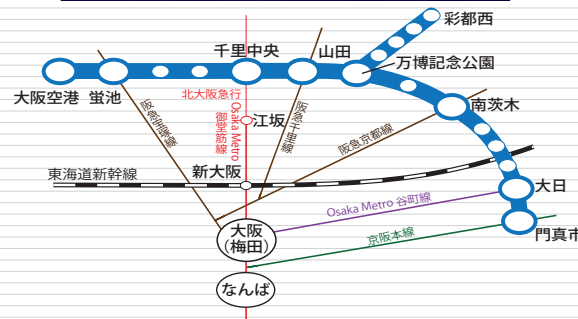 彩都西
千里中央
山田
万博記念公園
大阪空港
蛍池
北大阪急行
Osaka Metro
御堂筋線
江坂
阪急宝塚線
阪急千里線
阪急京都線
南茨木
東海道新幹線
新大阪
大日
Osaka Metro 谷町線
大阪
(梅田)
京阪本線
門真市
なんば